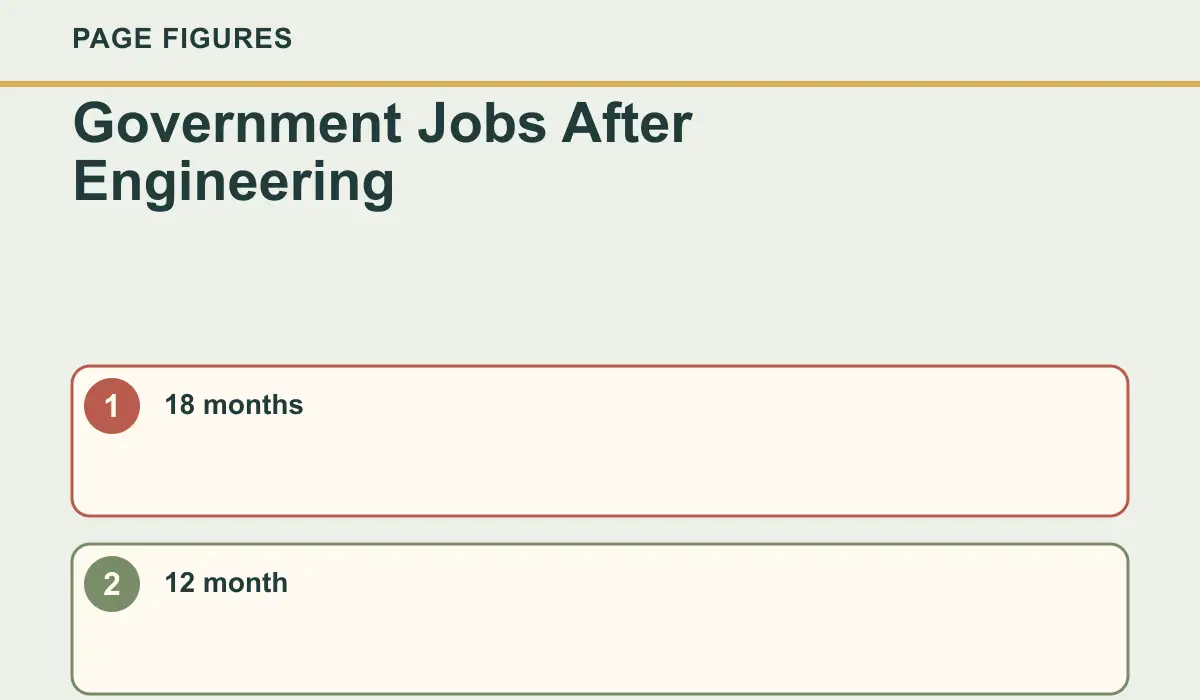 PAGE FIGURES
Government Jobs After
Engineering
1
18 months
2
12 month